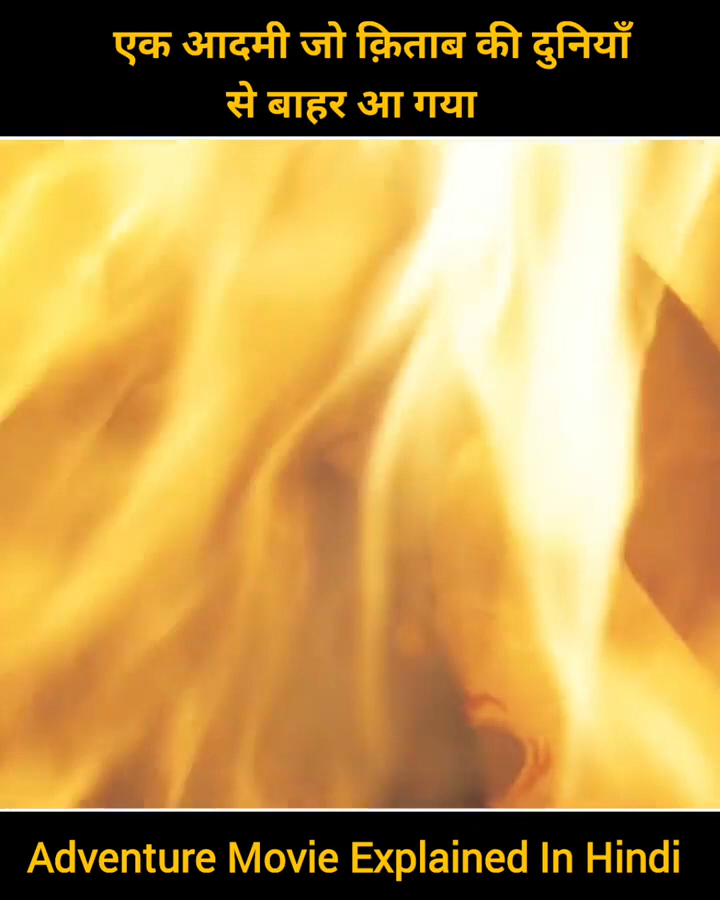 एक आदमी जो क़िताब की दुनियाँ
से बाहर आ गया
Adventure Movie Explained In Hindi